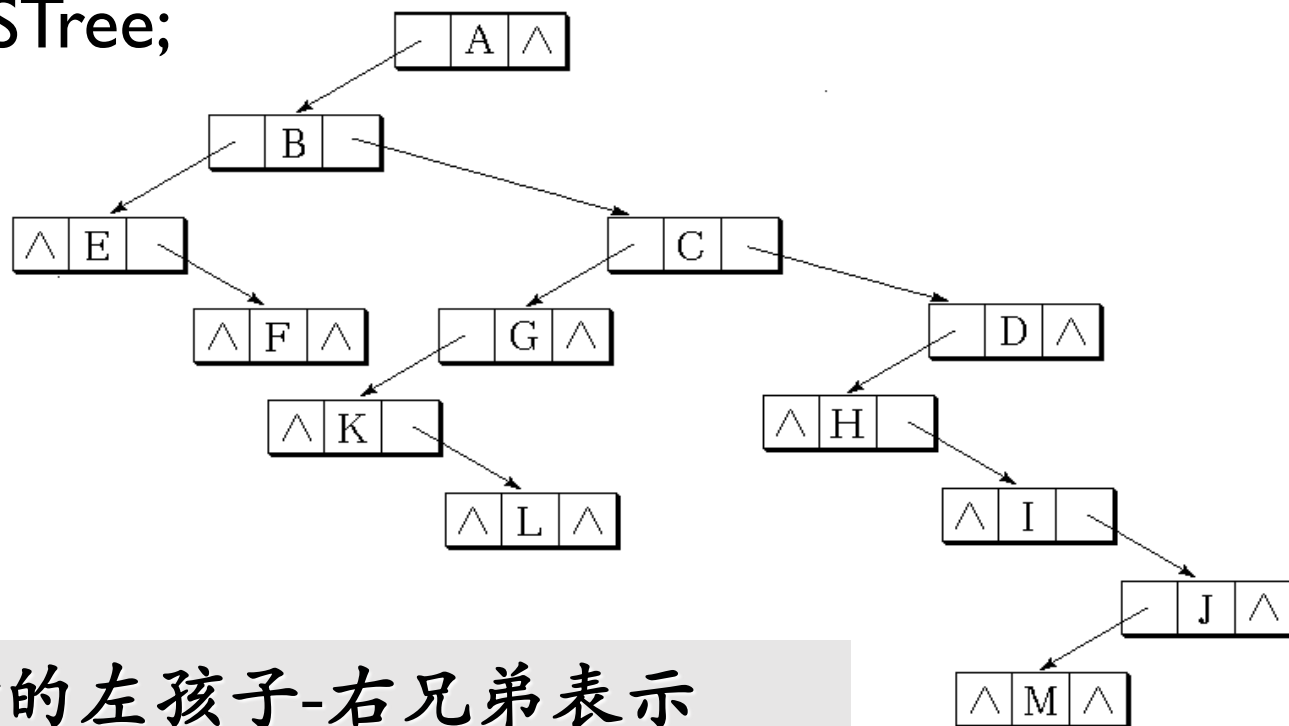 STree;
A ∧
B
∧ E
C
∧ F ∧
G ∧
D ∧
∧ K
∧ H
∧ L ∧
∧ I
J ∧
∧ M ∧
的左孩子-右兄弟表示